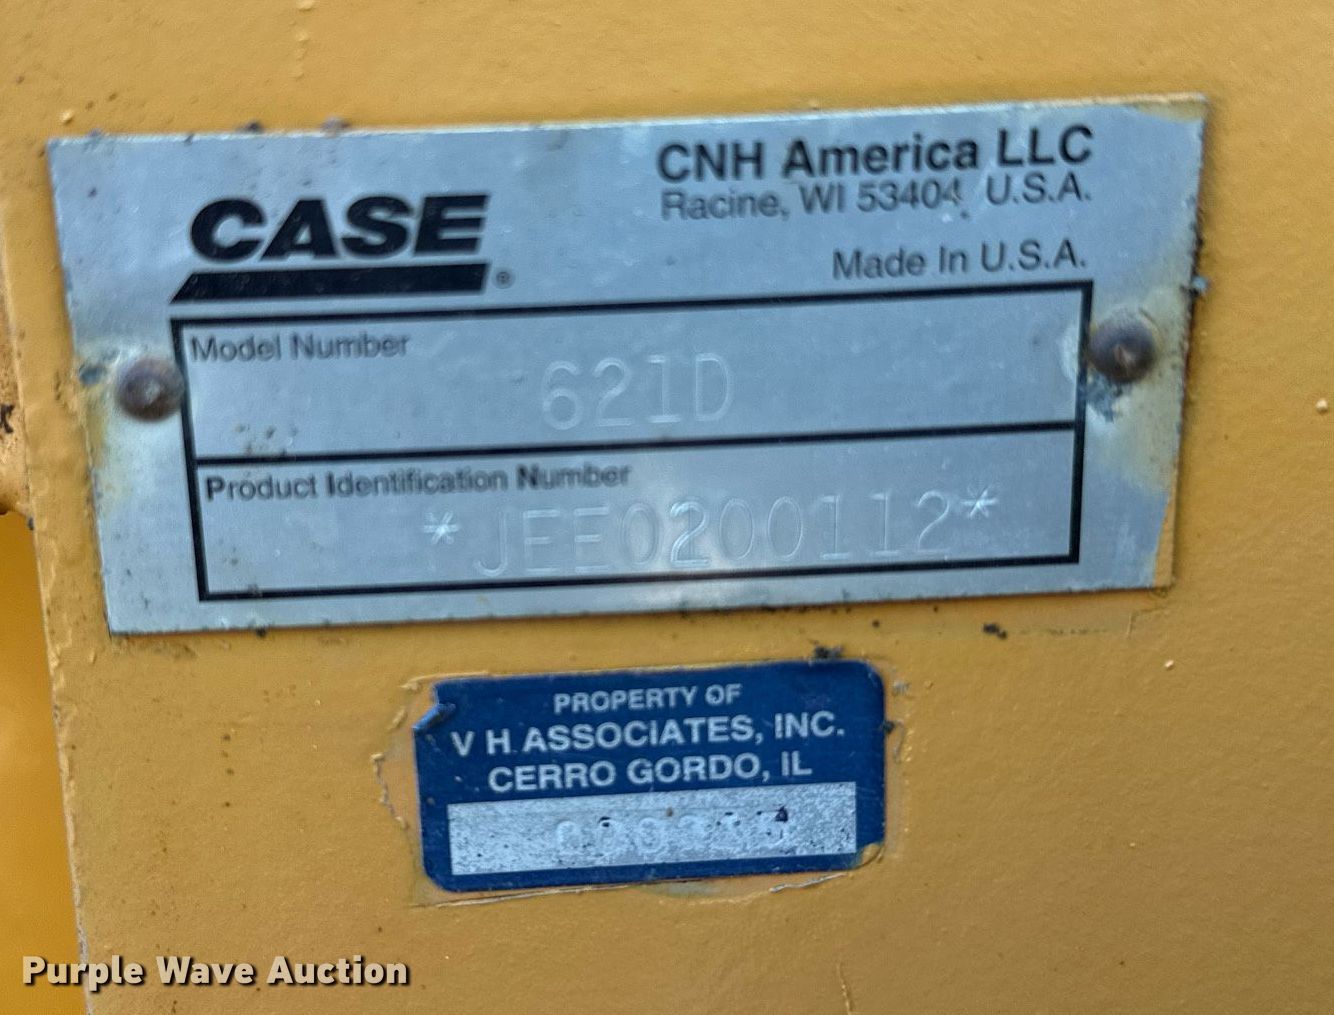 CASE®
CNH America LLC
Racine, WI 53404 U.S.A.
Made In U.S.A.
Model Number
621D
Product Identification Number
*JEE0200112*
PROPERTY OF
V H ASSOCIATES, INC.
CERRO GORDO, IL
Purple Wave Auction